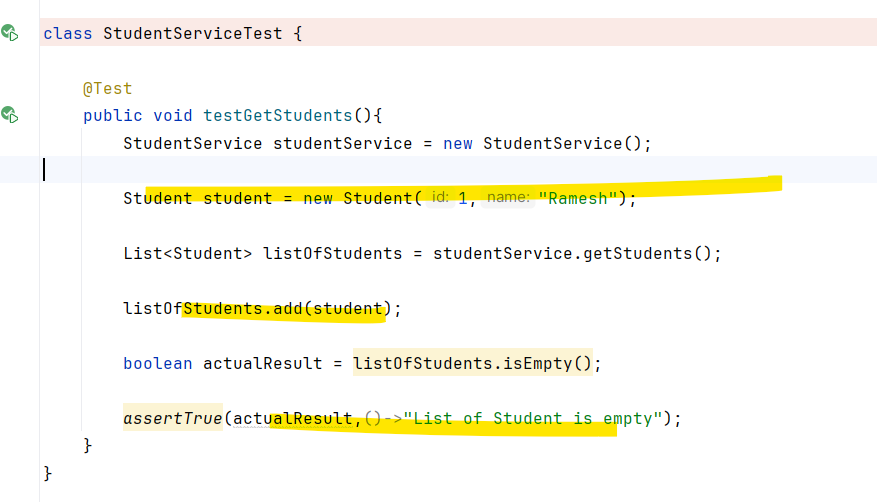 class StudentServiceTest {
@Test
public void testGetStudents(){
StudentService studentService = new StudentService();
Student student = new Student( id: 1, name: "Ramesh");
List<Student> listOfStudents = studentService.getStudents();
listOfStudents.add(student);
boolean actualResult = listOfStudents.isEmpty();
assertTrue(actualResult,()->"List of Student is empty");
}
}